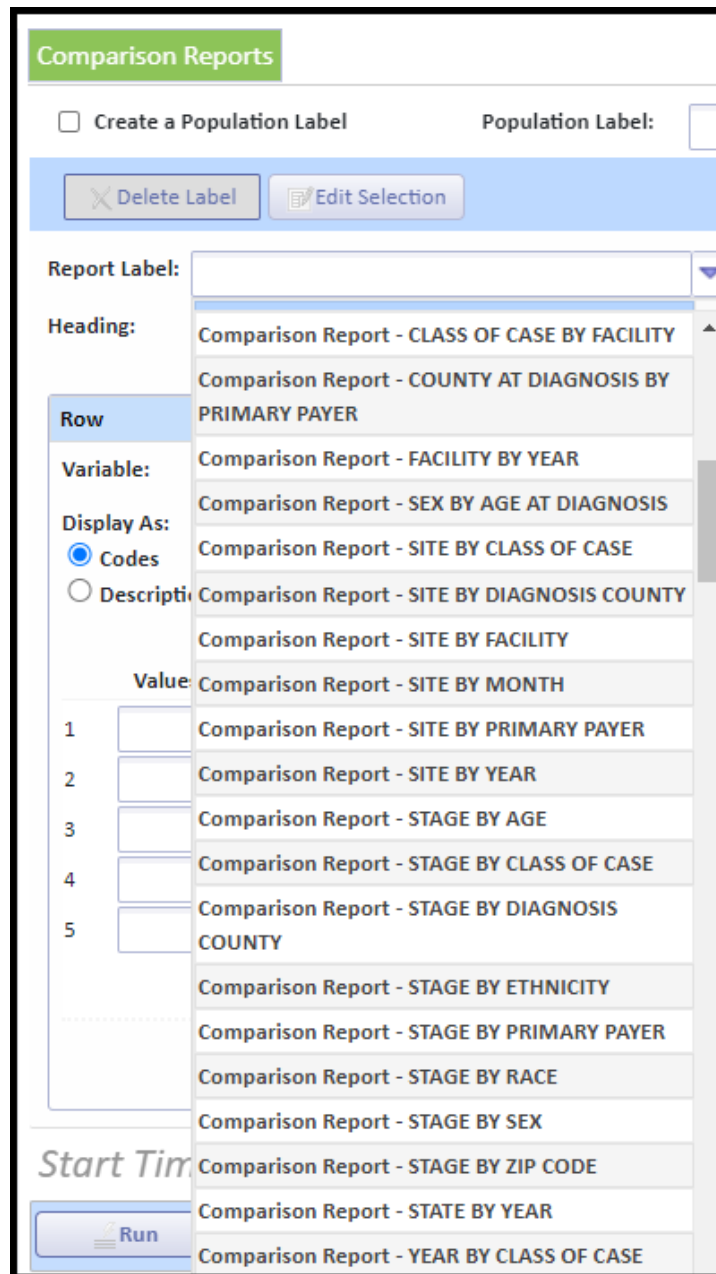 Comparison Reports
Create a Population Label Population Label:
Delete Label Edit Selection
Report Label:
Heading:
Comparison Report - CLASS OF CASE BY FACILITY
Comparison Report - COUNTY AT DIAGNOSIS BY
PRIMARY PAYER
Row
Comparison Report - FACILITY BY YEAR
Variable:
Comparison Report - SEX BY AGE AT DIAGNOSIS
Display As:
Comparison Report - SITE BY CLASS OF CASE
Codes
Descripti Comparison Report - SITE BY DIAGNOSIS COUNTY
Comparison Report - SITE BY FACILITY
Value Comparison Report - SITE BY MONTH
1 Comparison Report - SITE BY PRIMARY PAYER
2 Comparison Report - SITE BY YEAR
3 Comparison Report - STAGE BY AGE
4 Comparison Report - STAGE BY CLASS OF CASE
5 Comparison Report - STAGE BY DIAGNOSIS
COUNTY
Comparison Report - STAGE BY ETHNICITY
Comparison Report - STAGE BY PRIMARY PAYER
Comparison Report - STAGE BY RACE
Comparison Report - STAGE BY SEX
Start Tim Comparison Report - STAGE BY ZIP CODE
Comparison Report - STATE BY YEAR
Run
Comparison Report - YEAR BY CLASS OF CASE